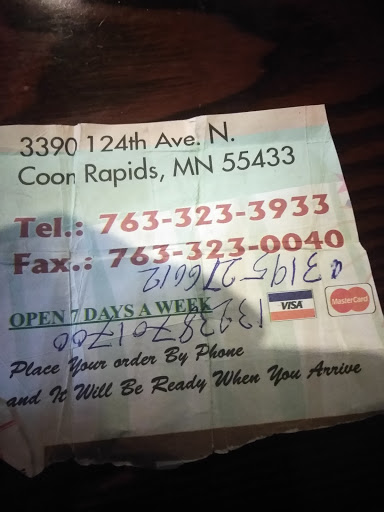 3390 124th Ave. N.
Coon Rapids, MN 55433
Tel.: 763-323-3933
Fax.: 763-323-0040
OPEN 7 DAYS A WEEK
VISA
MasterCard
Place Your order By Phone
and It Will Be Ready When You Arrive